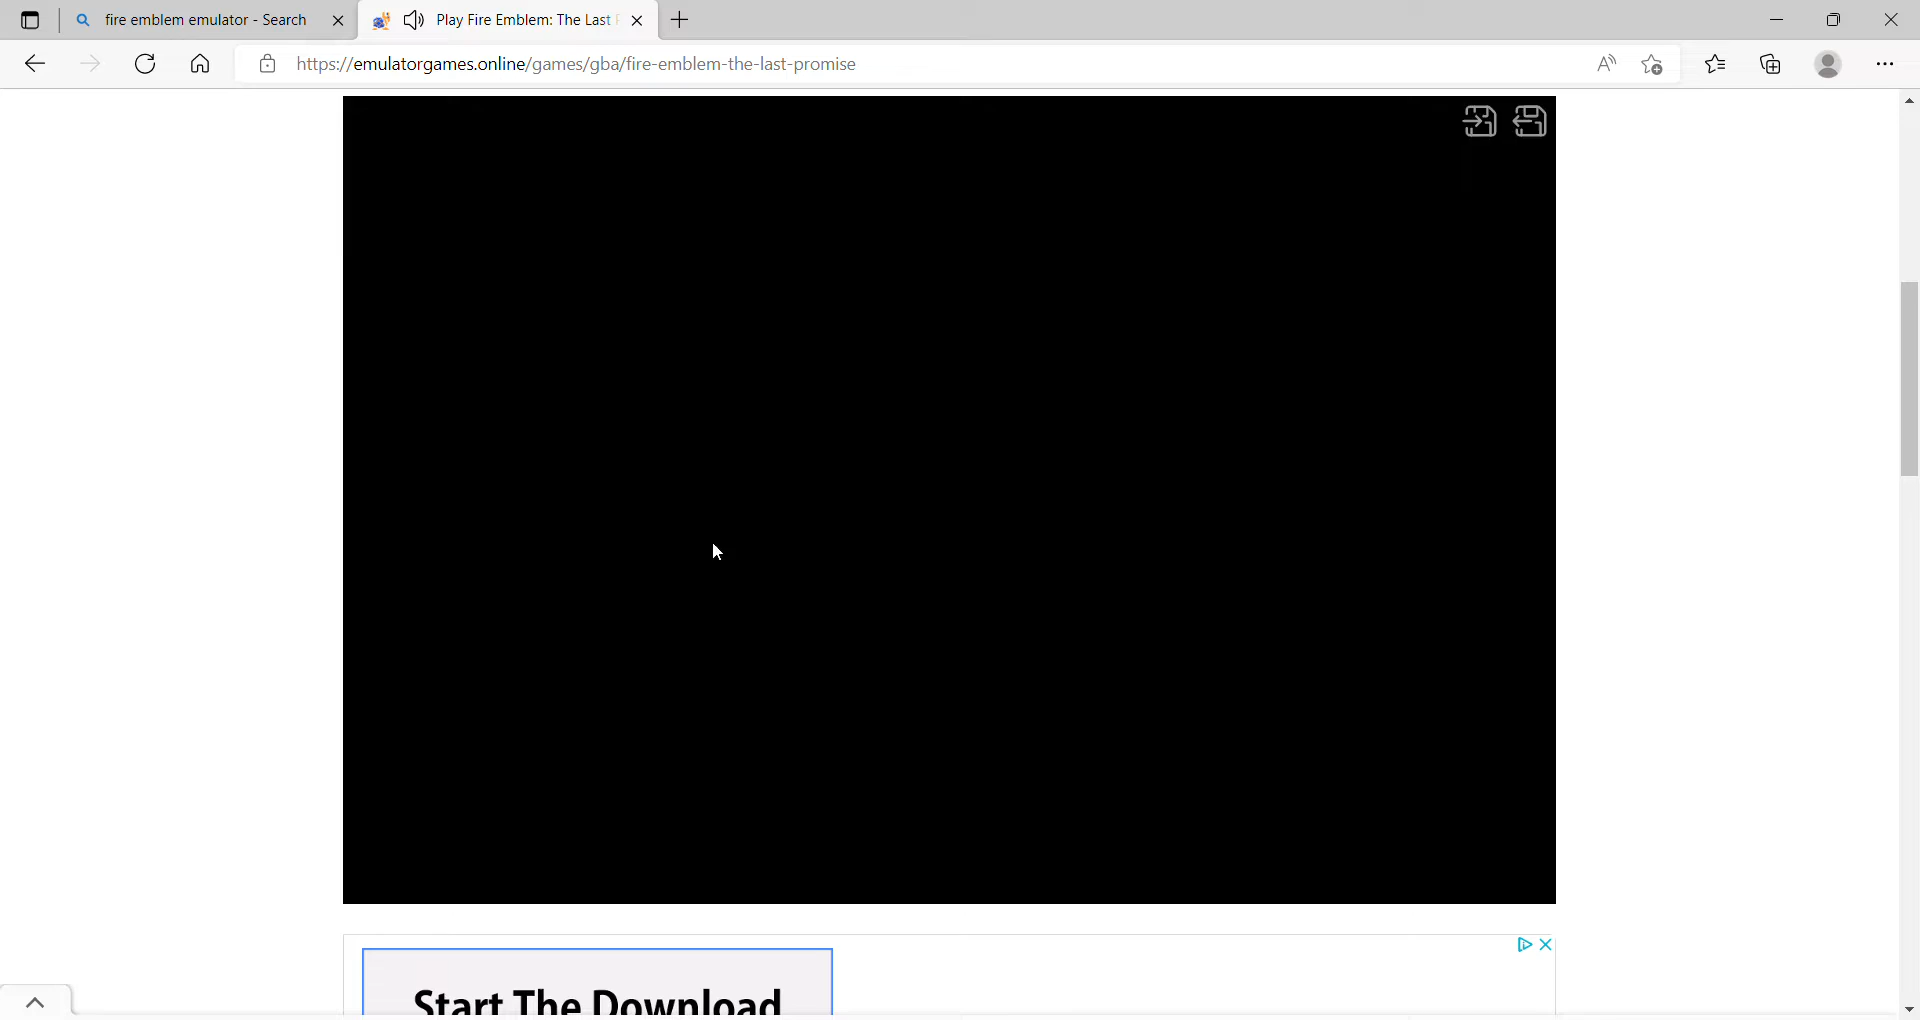 fire emblem emulator - Search
Play Fire Emblem: The Last
https://emulatorgames.online/games/gba/fire-emblem-the-last-promise
Start The Download